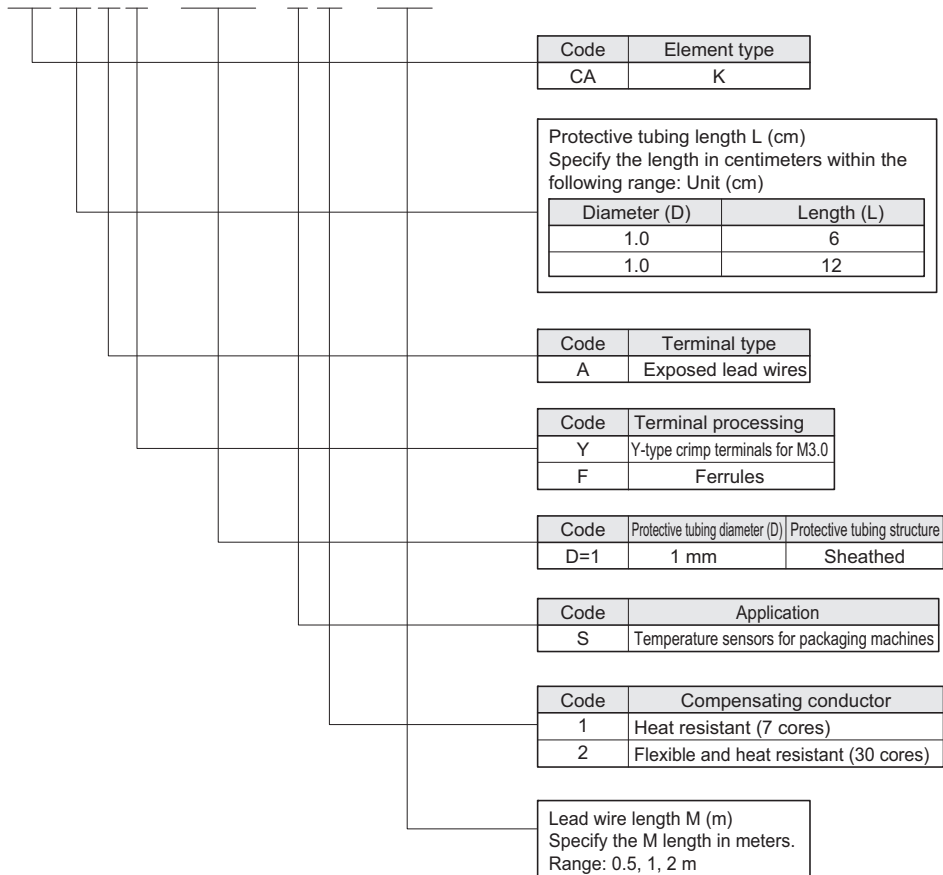 Code Element type
CA K
Protective tubing length L (cm)
Specify the length in centimeters within the
following range: Unit (cm)
Diameter (D) Length (L)
1.0 6
1.0 12
Code Terminal type
A Exposed lead wires
Code Terminal processing
Y Y-type crimp terminals for M3.0
F Ferrules
Code Protective tubing diameter (D) Protective tubing structure
D=1 1 mm Sheathed
Code Application
S Temperature sensors for packaging machines
Code Compensating conductor
1 Heat resistant (7 cores)
2 Flexible and heat resistant (30 cores)
Lead wire length M (m)
Specify the M length in meters.
Range: 0.5, 1, 2 m